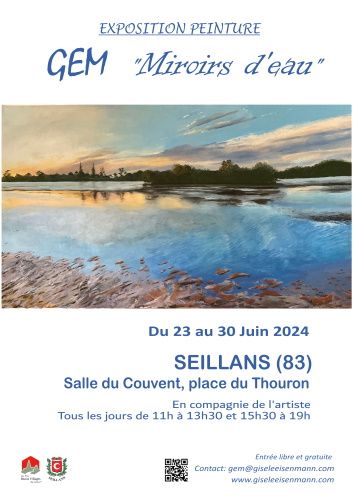 EXPOSITION PEINTURE
GEM "Miroirs d'eau"
Du 23 au 30 Juin 2024
SEILLANS (83)
Salle du Couvent, place du Thouron
En compagnie de l'artiste
Tous les jours de 11h à 13h30 et 15h30 à 19h
Entrée libre et gratuite
Contact: gem@giseleeisenmann.com
www.giseleeisenmann.com
SEILLANS